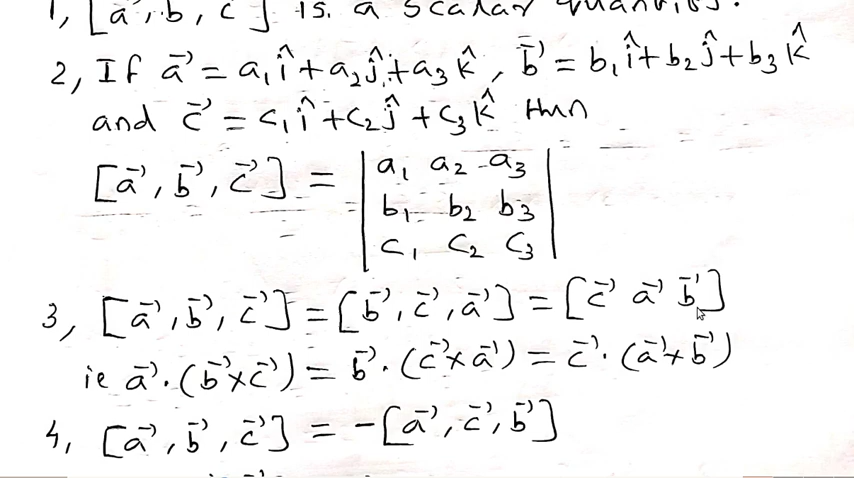 1, [a⃗, b, c⃗] is a scalar quantity.
2, If a⃗ = a₁î + a₂ĵ + a₃k̂, b⃗ = b₁î + b₂ĵ + b₃k̂
and c⃗ = c₁î + c₂ĵ + c₃k̂ then
[a⃗, b⃗, c⃗] = | a₁ a₂ a₃ |
| b₁ b₂ b₃ |
| c₁ c₂ c₃ |
3, [a⃗, b⃗, c⃗] = [b⃗, c⃗, a⃗] = [c⃗ a⃗ b⃗]
ie a⃗ · (b⃗ × c⃗) = b⃗ · (c⃗ × a⃗) = c⃗ · (a⃗ × b⃗)
4, [a⃗, b⃗, c⃗] = -[a⃗, c⃗, b⃗]